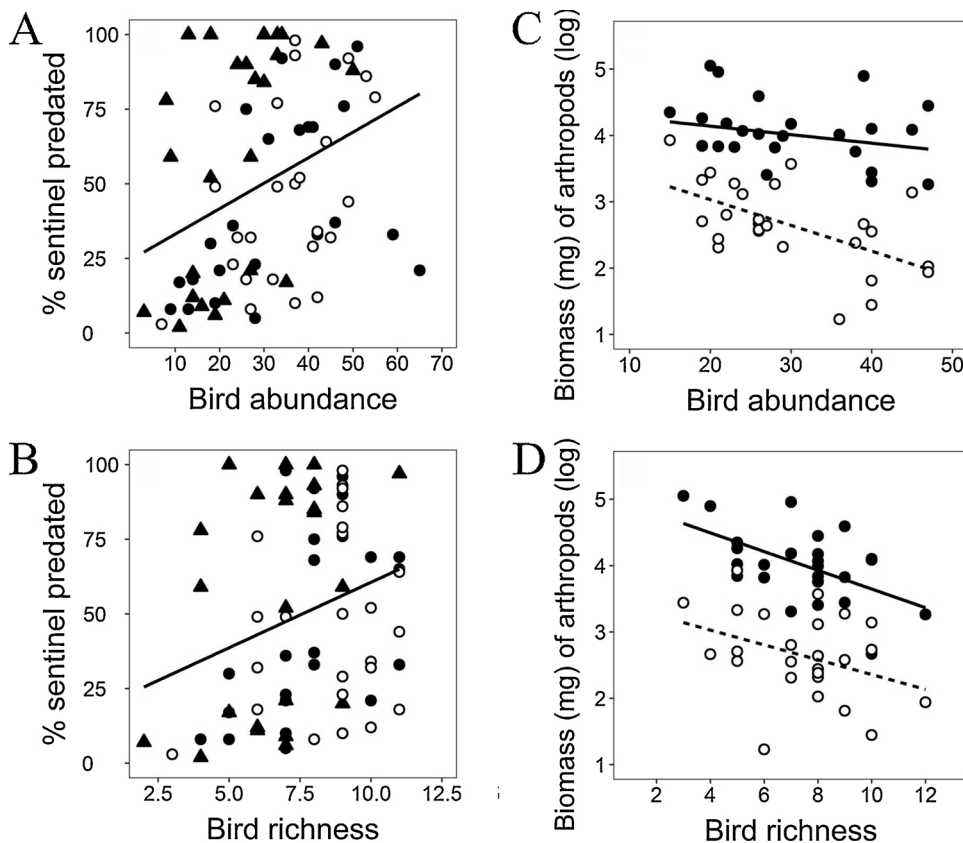 A
% sentinel predated
100
75
50
25
0
10 20 30 40 50 60 70
Bird abundance
B
% sentinel predated
100
75
50
25
0
2.5 5.0 7.5 10.0 12.5
Bird richness
C
Biomass (mg) of arthropods (log)
5
4
3
2
1
10 20 30 40 50
Bird abundance
D
Biomass (mg) of arthropods (log)
5
4
3
2
1
2 4 6 8 10 12
Bird richness